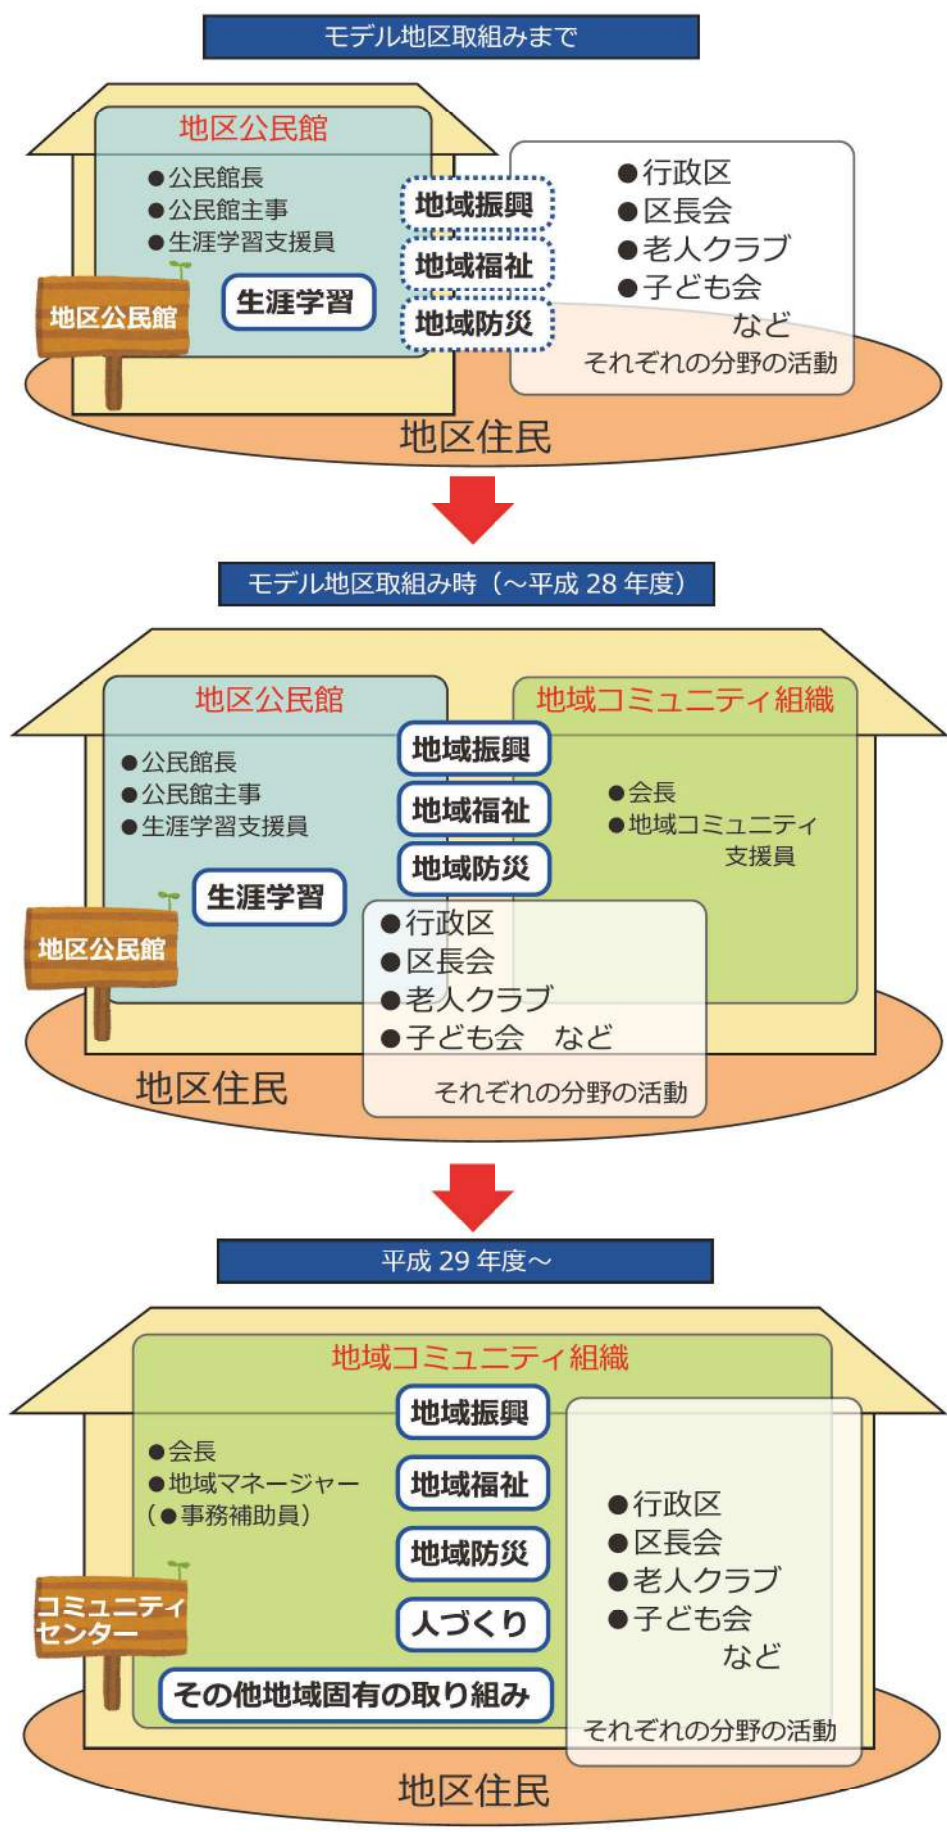 モデル地区取組みまで
地区公民館
●公民館長
●公民館主事
●生涯学習支援員
生涯学習
地区公民館
地域振興
地域福祉
地域防災
●行政区
●区長会
●老人クラブ
●子ども会
など
それぞれの分野の活動
地区住民
モデル地区取組み時（～平成 28 年度）
地区公民館
●公民館長
●公民館主事
●生涯学習支援員
生涯学習
地区公民館
地域振興
地域福祉
地域防災
地域コミュニティ組織
●会長
●地域コミュニティ
支援員
●行政区
●区長会
●老人クラブ
●子ども会　など
それぞれの分野の活動
地区住民
平成 29 年度～
地域コミュニティ組織
●会長
●地域マネージャー
（●事務補助員）
コミュニティ
センター
地域振興
地域福祉
地域防災
人づくり
その他地域固有の取り組み
●行政区
●区長会
●老人クラブ
●子ども会
など
それぞれの分野の活動
地区住民